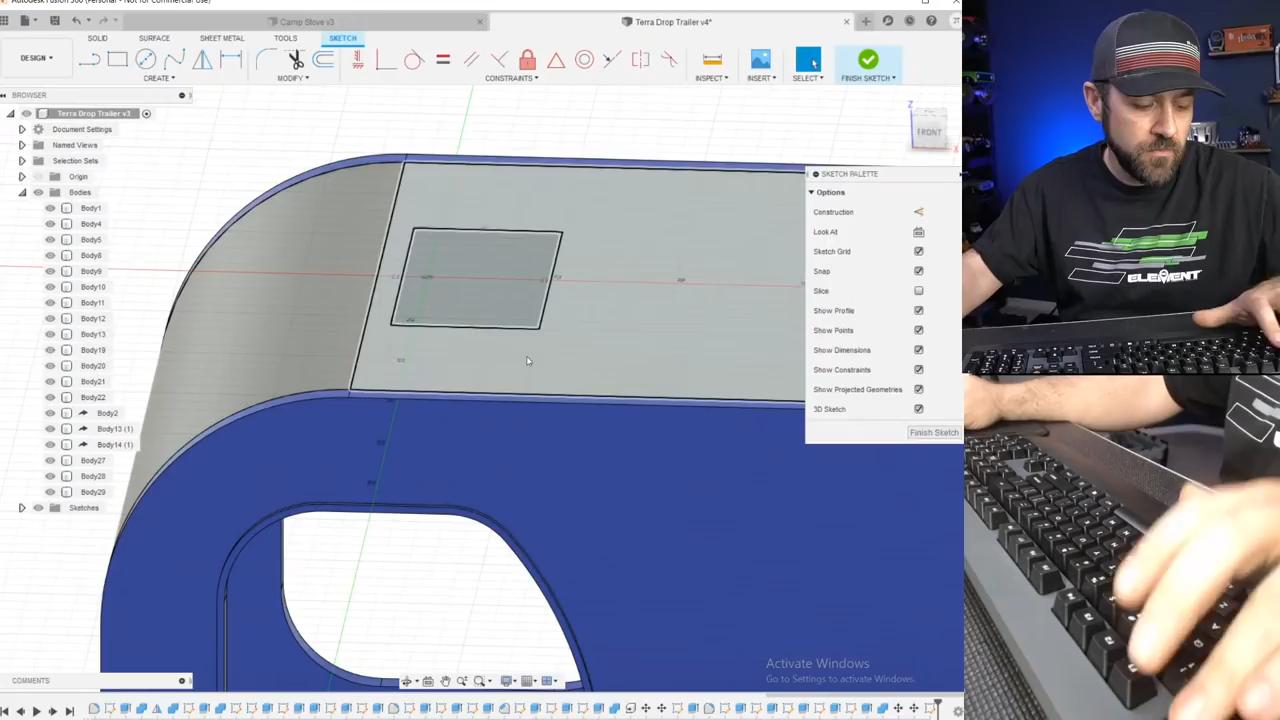 Autodesk Fusion 360 (Personal - Not for Commercial Use)
Camp Stove v3
Terra Drop Trailer v4*
SOLID SURFACE SHEET METAL TOOLS SKETCH
DESIGN
CREATE MODIFY CONSTRAINTS INSPECT INSERT SELECT FINISH SKETCH
BROWSER
Terra Drop Trailer v3
Document Settings
Named Views
Selection Sets
Origin
Bodies
Body1
Body4
Body5
Body8
Body9
Body10
Body11
Body12
Body13
Body19
Body20
Body21
Body22
Body2
Body13 (1)
Body14 (1)
Body27
Body28
Body29
Sketches
Z
FRONT
SKETCH PALETTE
Options
Construction
Look At
Sketch Grid
Snap
Slice
Show Profile
Show Points
Show Dimensions
Show Constraints
Show Projected Geometries
3D Sketch
Finish Sketch
COMMENTS
Activate Windows
Go to Settings to activate Windows.
ELEMENT